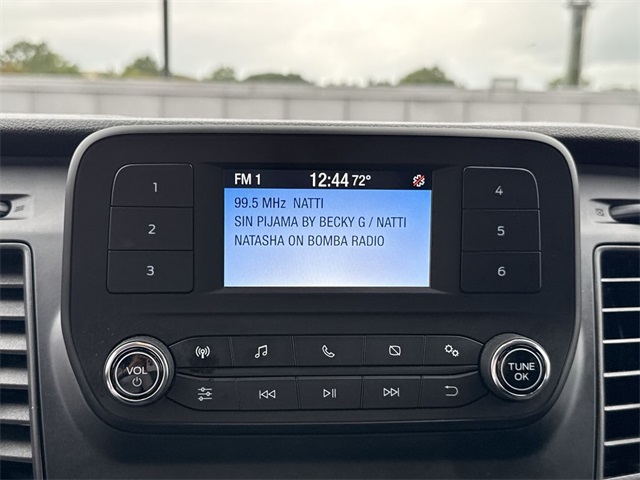 FM 1 12:44 72°
99.5 MHz NATTI
SIN PIJAMA BY BECKY G / NATTI
NATASHA ON BOMBA RADIO
1
2
3
4
5
6
VOL
TUNE
OK